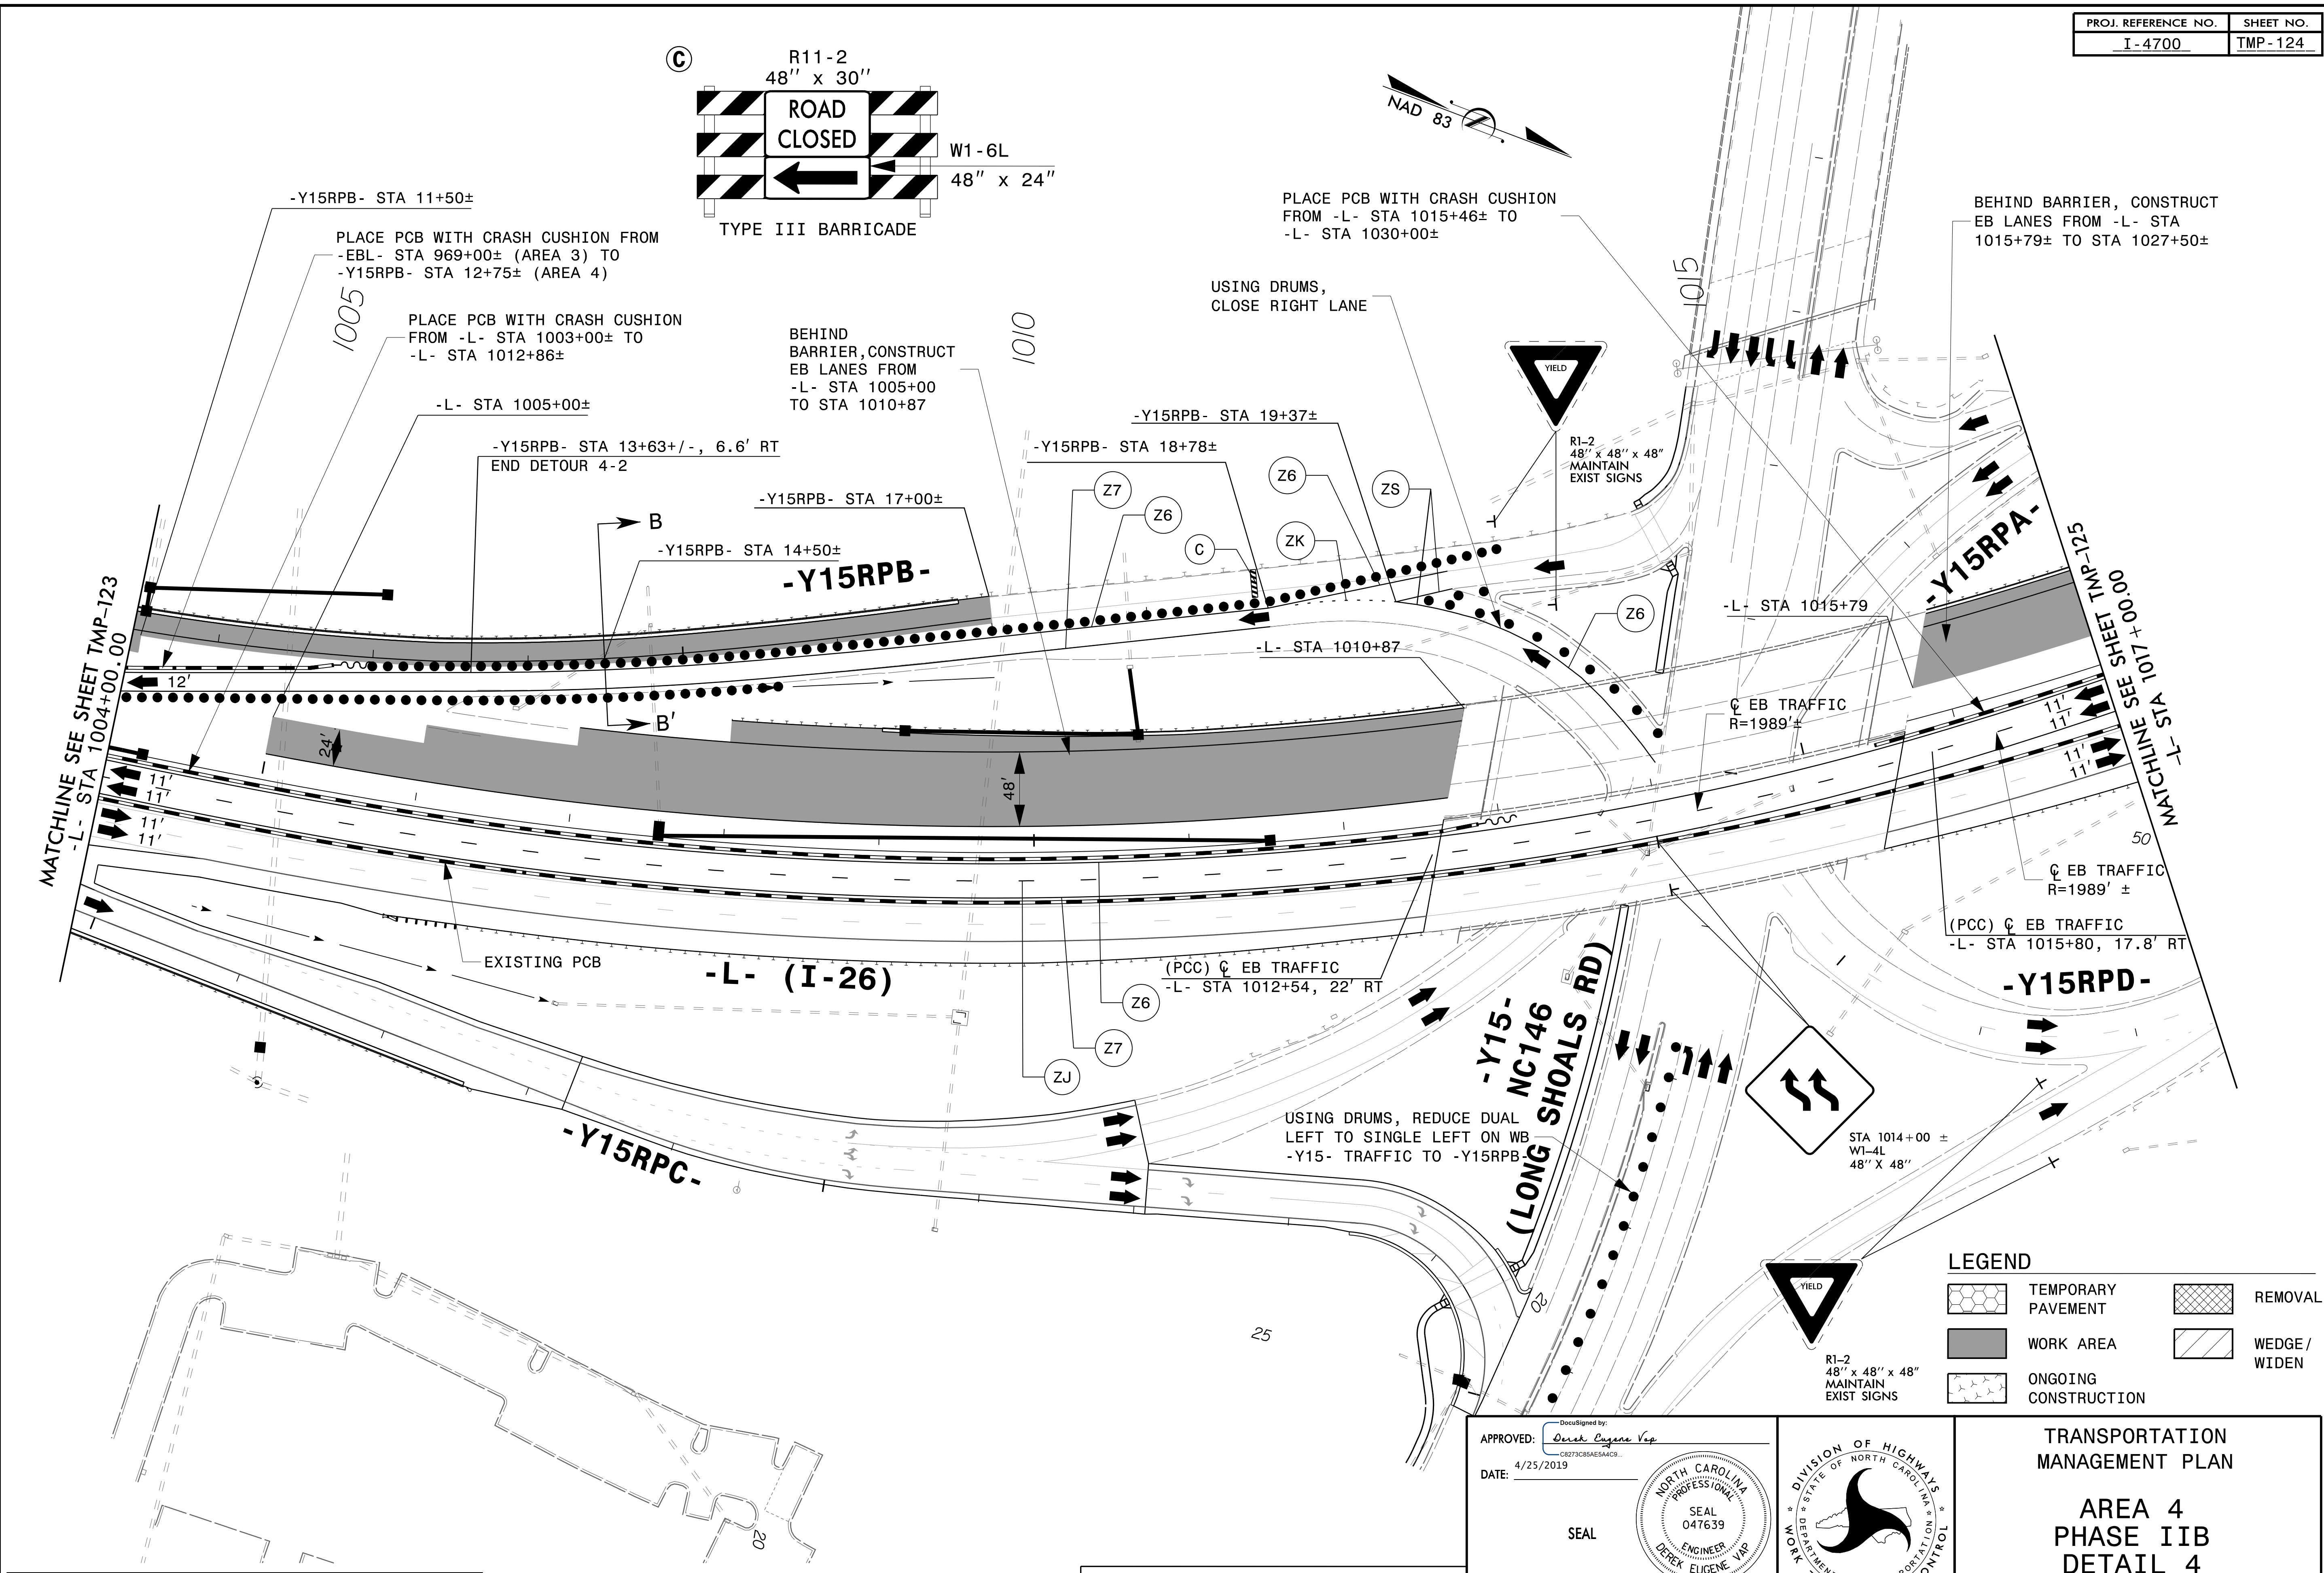 PROJ. REFERENCE NO.
SHEET NO.
I-4700
TMP-124
C
R11-2
48'' x 30''
ROAD
CLOSED
W1-6L
48" x 24"
TYPE III BARRICADE
NAD 83
-Y15RPB- STA 11+50±
PLACE PCB WITH CRASH CUSHION FROM
-EBL- STA 969+00± (AREA 3) TO
-Y15RPB- STA 12+75± (AREA 4)
1005
PLACE PCB WITH CRASH CUSHION
FROM -L- STA 1003+00± TO
-L- STA 1012+86±
-L- STA 1005+00±
-Y15RPB- STA 13+63+/-, 6.6' RT
END DETOUR 4-2
BEHIND
BARRIER,CONSTRUCT
EB LANES FROM
-L- STA 1005+00
TO STA 1010+87
1010
PLACE PCB WITH CRASH CUSHION
FROM -L- STA 1015+46± TO
-L- STA 1030+00±
USING DRUMS,
CLOSE RIGHT LANE
1015
BEHIND BARRIER, CONSTRUCT
EB LANES FROM -L- STA
1015+79± TO STA 1027+50±
YIELD
R1-2
48'' x 48'' x 48''
MAINTAIN
EXIST SIGNS
-Y15RPB- STA 19+37±
-Y15RPB- STA 18+78±
-Y15RPB- STA 17+00±
-Y15RPB- STA 14+50±
Z7
Z6
Z6
ZS
C
ZK
Z6
B
B'
-Y15RPB-
-Y15RPA-
-L- STA 1015+79
-L- STA 1010+87
MATCHLINE SEE SHEET TMP-123
-L- STA 1004+00.00
MATCHLINE SEE SHEET TMP-125
-L- STA 1017+00.00
12'
24'
48'
11'
11'
11'
11'
11'
11'
11'
11'
CL EB TRAFFIC
R=1989'±
50
CL EB TRAFFIC
R=1989' ±
(PCC) CL EB TRAFFIC
-L- STA 1015+80, 17.8' RT
EXISTING PCB
-L- (I-26)
(PCC) CL EB TRAFFIC
-L- STA 1012+54, 22' RT
Z6
Z7
ZJ
-Y15RPD-
-Y15-
NC146
(LONG SHOALS RD)
USING DRUMS, REDUCE DUAL
LEFT TO SINGLE LEFT ON WB
-Y15- TRAFFIC TO -Y15RPB-
-Y15RPC-
STA 1014+00 ±
W1-4L
48'' X 48''
YIELD
R1-2
48'' x 48'' x 48''
MAINTAIN
EXIST SIGNS
20
25
20
LEGEND
TEMPORARY
PAVEMENT
REMOVAL
WORK AREA
WEDGE/
WIDEN
ONGOING
CONSTRUCTION
APPROVED:
DocuSigned by:
Derek Eugene Vap
C8273C85AE5A4C9...
DATE:
4/25/2019
SEAL
NORTH CAROLINA
PROFESSIONAL
SEAL
047639
ENGINEER
DEREK EUGENE VAP
DIVISION OF HIGHWAYS
STATE OF NORTH CAROLINA
WORK
TRANSPORTATION
MANAGEMENT PLAN
AREA 4
PHASE IIB
DETAIL 4